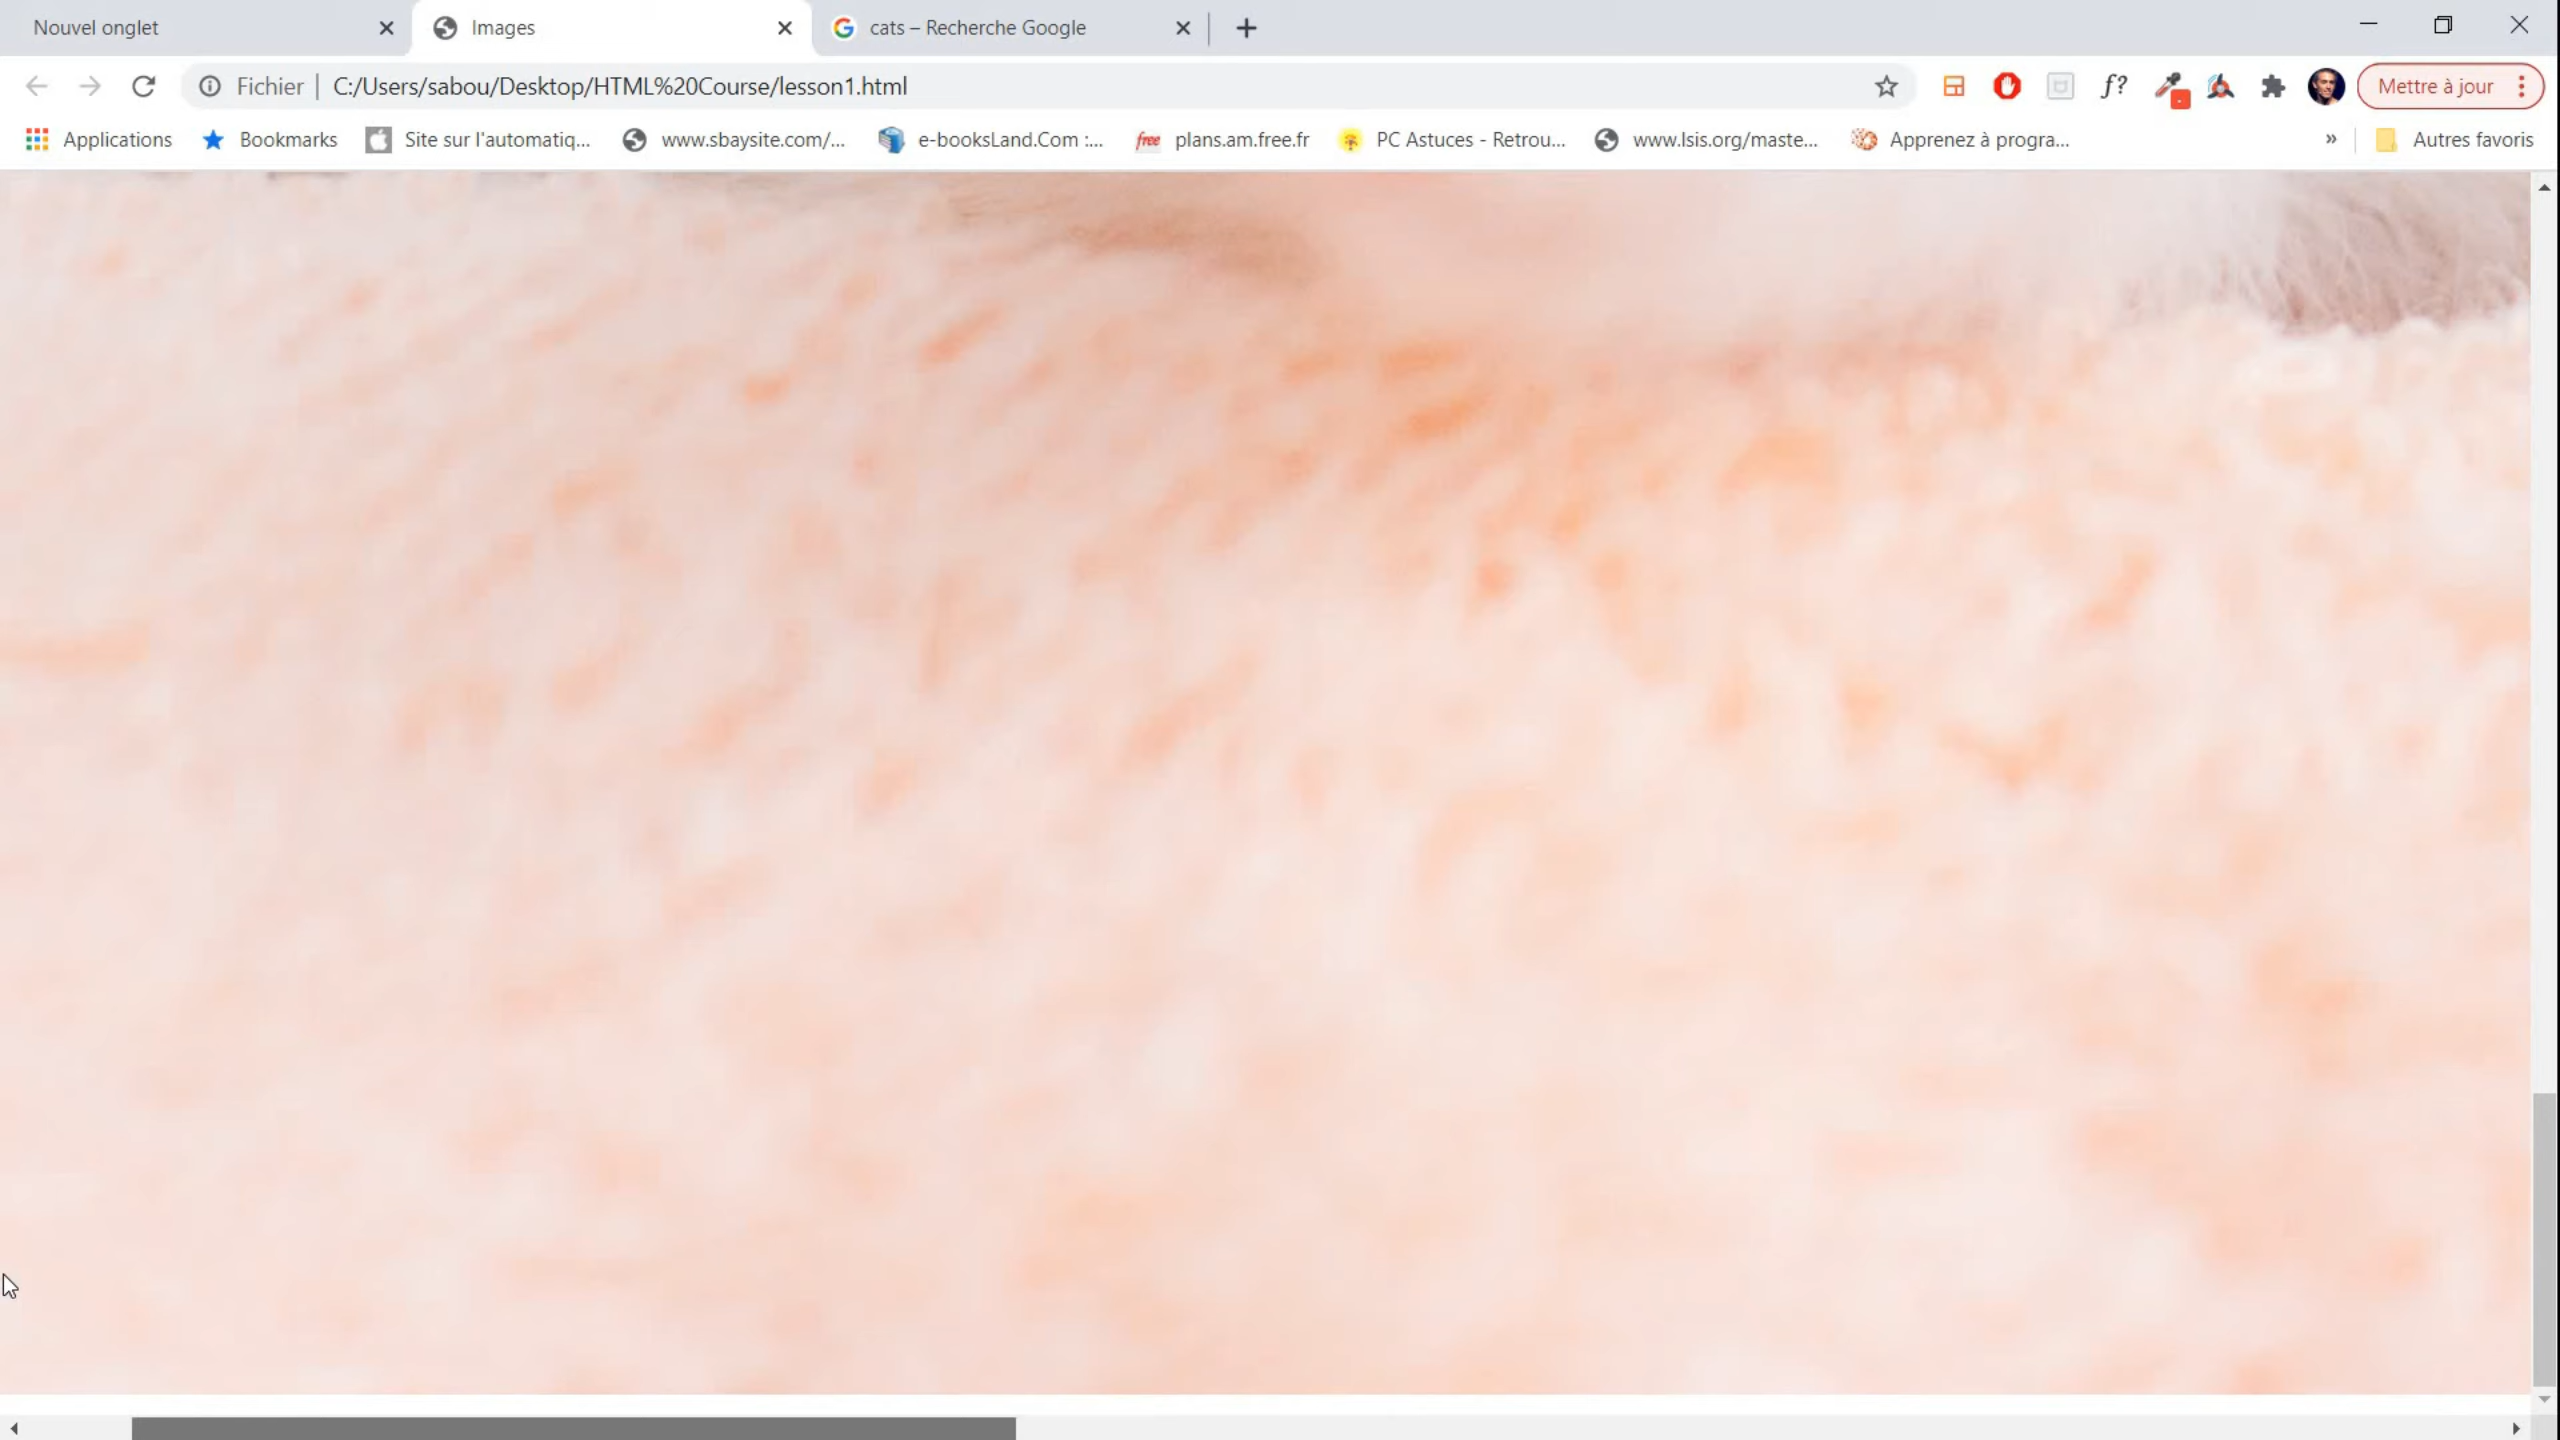 Nouvel onglet
Images
cats – Recherche Google
Fichier
C:/Users/sabou/Desktop/HTML%20Course/lesson1.html
f?
Mettre à jour
Applications
Bookmarks
Site sur l'automatiq...
www.sbaysite.com/...
e-booksLand.Com :...
free
plans.am.free.fr
PC Astuces - Retrou...
www.lsis.org/maste...
Apprenez à progra...
»
Autres favoris